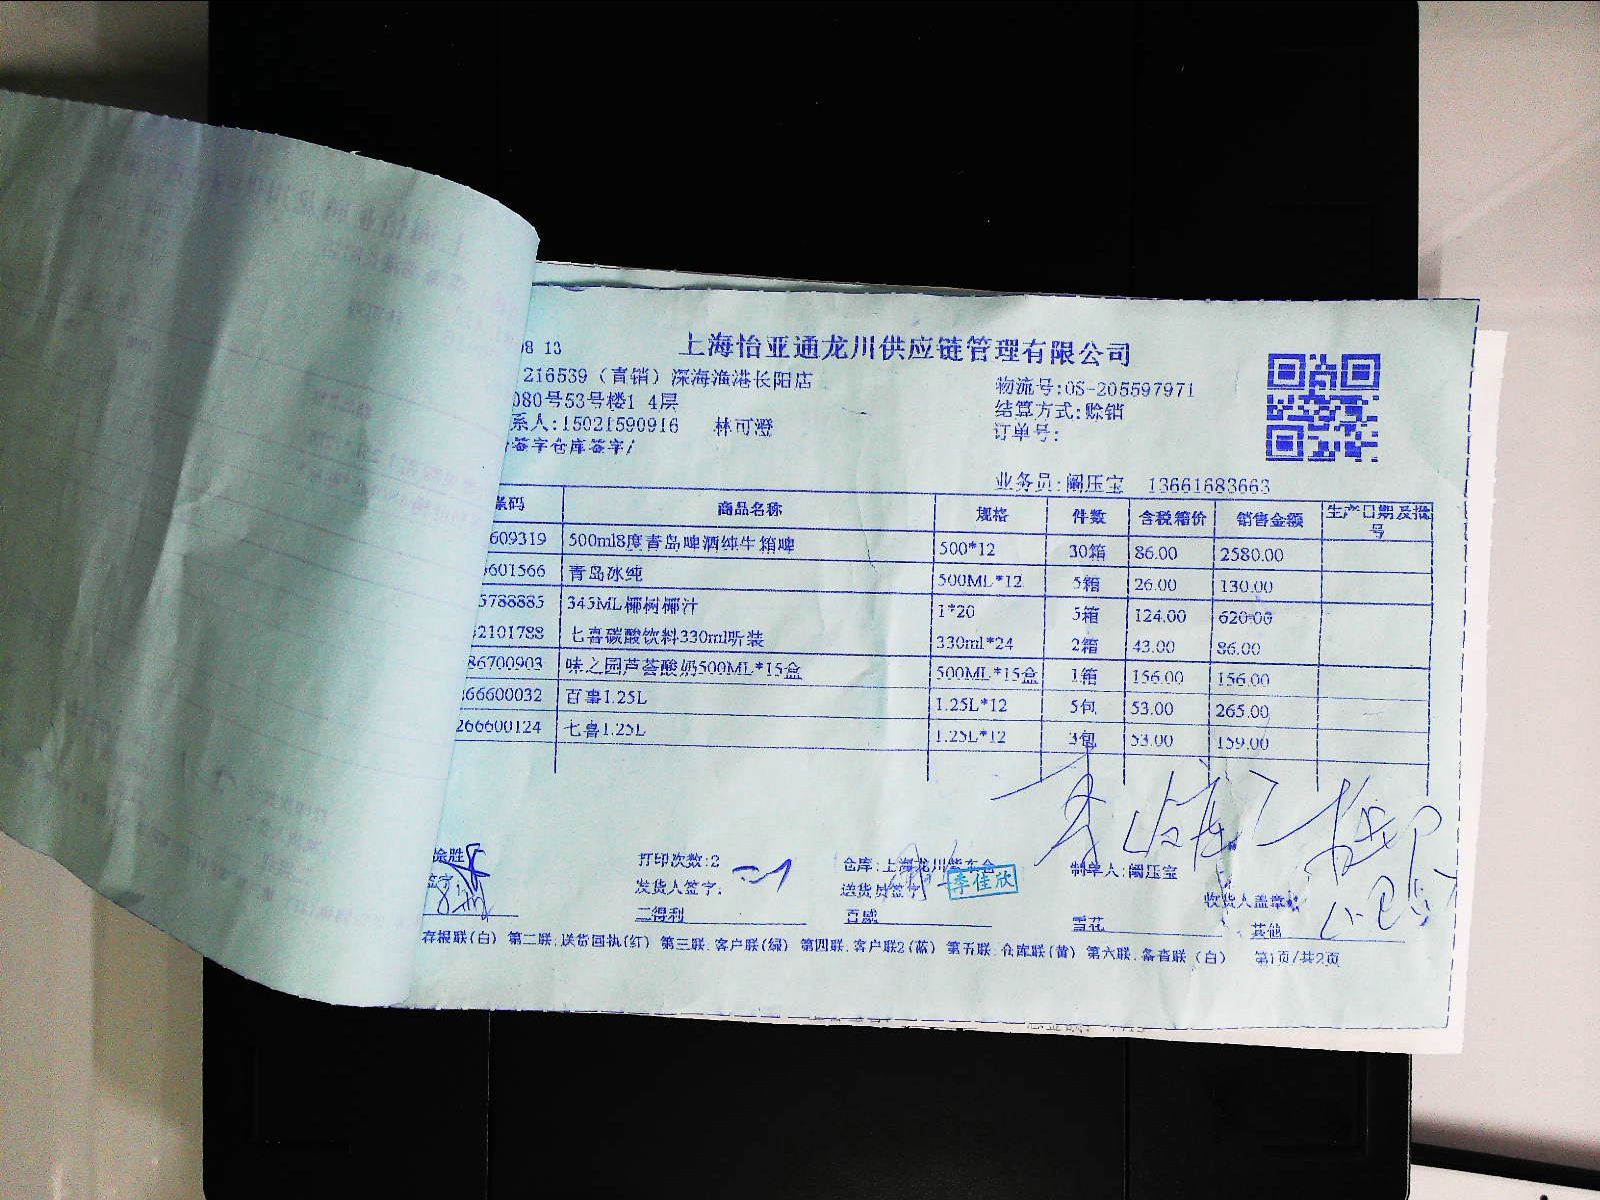 上海怡亚通龙川供应链管理有限公司
08 13
216539（直销）深海渔港长阳店
物流号:OS-205597971
080号53号楼1 4层
结算方式:赊销
系人:15021590916 林可澄
订单号:
签字仓库签字/
业务员:阚压宝 13661683663
条码 商品名称 规格 件数 含税箱价 销售金额 生产日期及批号
609319 500ml8度青岛啤酒纯生箱啤 500*12 30箱 86.00 2580.00
601566 青岛冰纯 500ML*12 5箱 26.00 130.00
5788885 345ML椰树椰汁 1*20 5箱 124.00 620.00
2101788 七喜碳酸饮料330ml听装 330ml*24 2箱 43.00 86.00
86700903 味之园芦荟酸奶500ML*15盒 500ML*15盒 1箱 156.00 156.00
66600032 百事1.25L 1.25L*12 5包 53.00 265.00
266600124 七喜1.25L 1.25L*12 3包 53.00 159.00
徐胜 打印次数:2 仓库:上海龙川 制单人:阚压宝
签字 发货人签字: 送货员签字 李佳欣 收货人盖章
三得利 百威 雪花 其他
存根联(白) 第二联.送货回执(红) 第三联.客户联(绿) 第四联.客户联2(蓝) 第五联.仓库联(黄) 第六联.备查联(白) 第1页/共2页